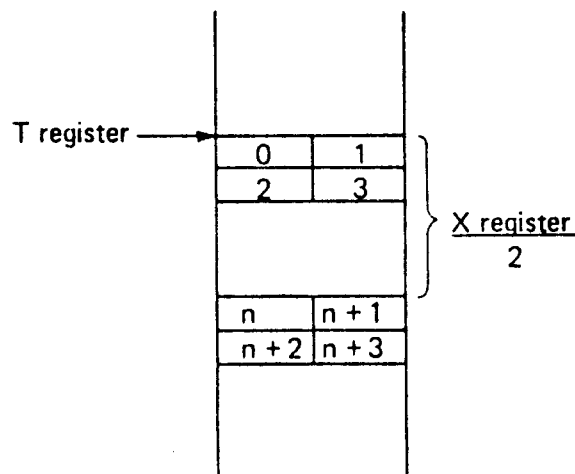 T register
0 1
2 3
X register
2
n n + 1
n + 2 n + 3